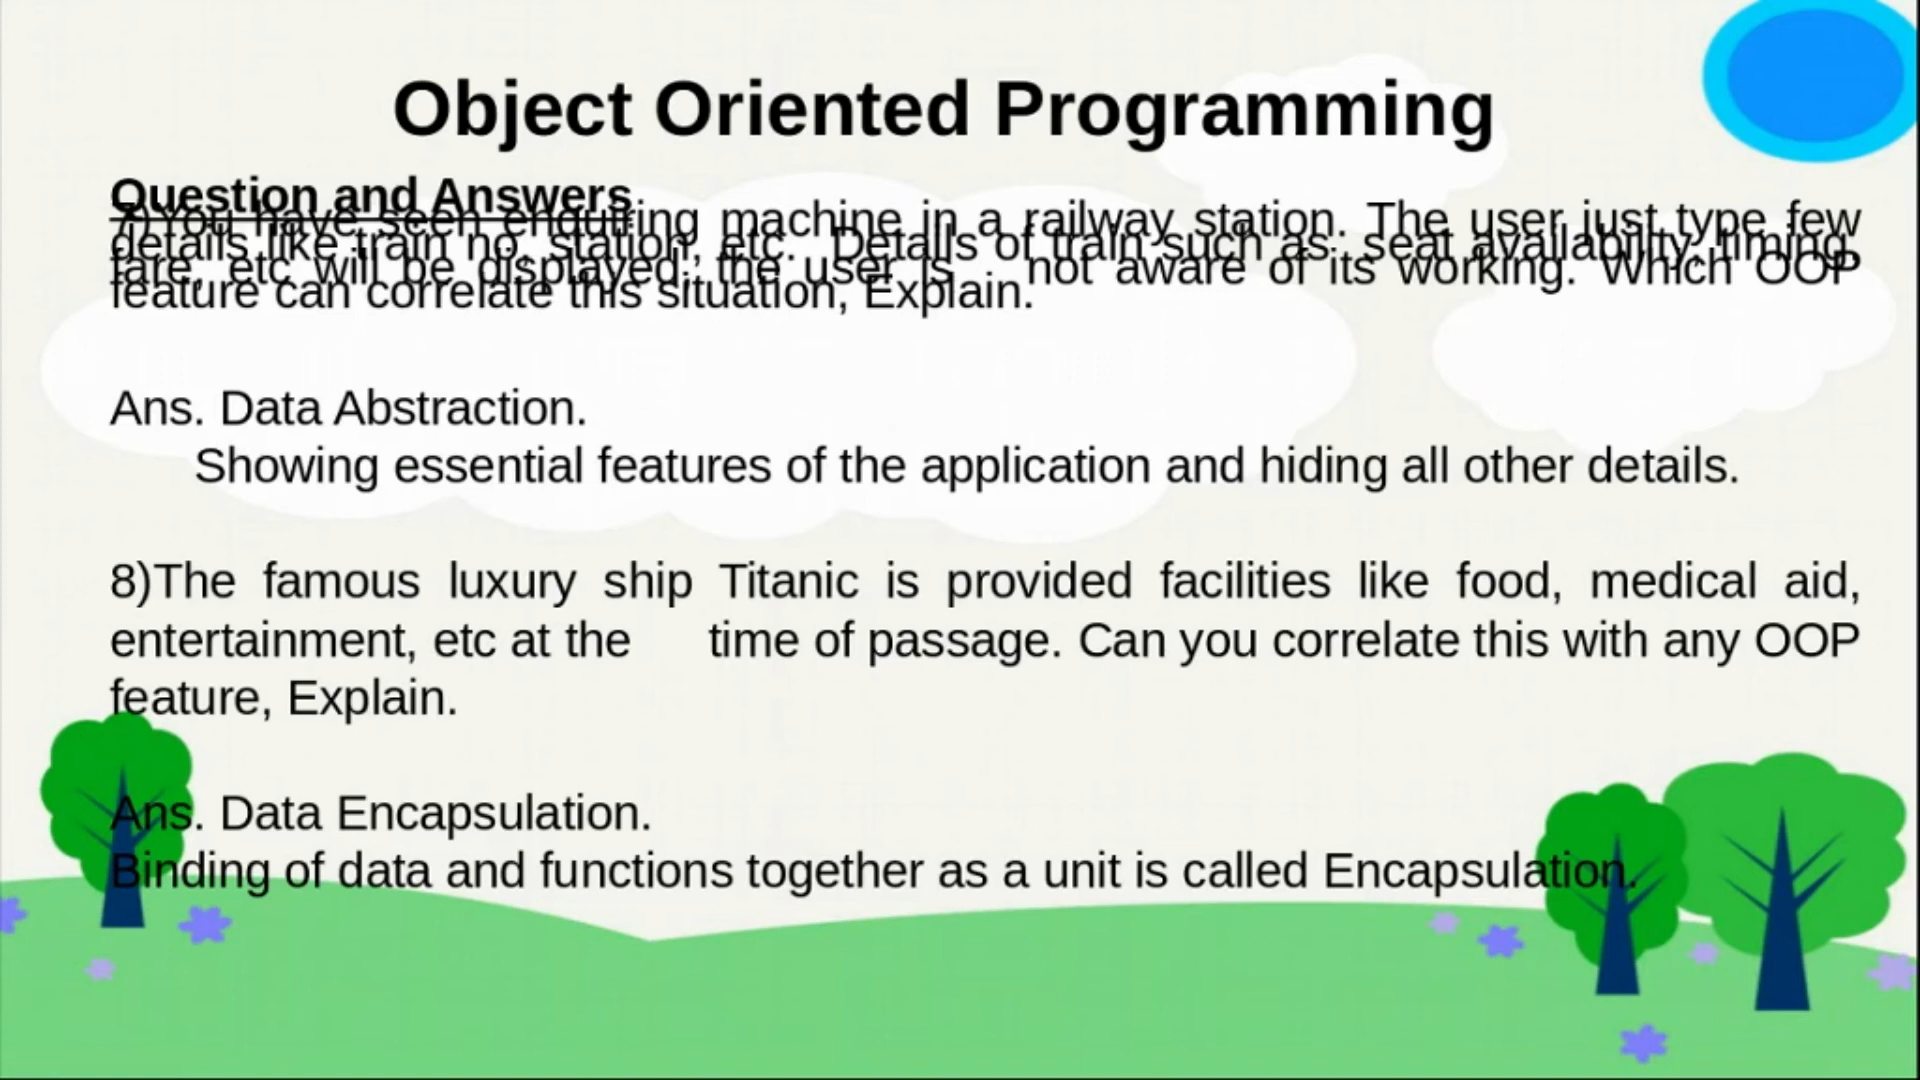 Object Oriented Programming
Question and Answers
7)You have seen enquiring machine in a railway station. The user just type few
details like train no, station, etc. Details of train such as seat availability, timing,
fare, etc will be displayed, the user is not aware of its working. Which OOP
feature can correlate this situation, Explain.
Ans. Data Abstraction.
Showing essential features of the application and hiding all other details.
8)The famous luxury ship Titanic is provided facilities like food, medical aid,
entertainment, etc at the time of passage. Can you correlate this with any OOP
feature, Explain.
Ans. Data Encapsulation.
Binding of data and functions together as a unit is called Encapsulation.